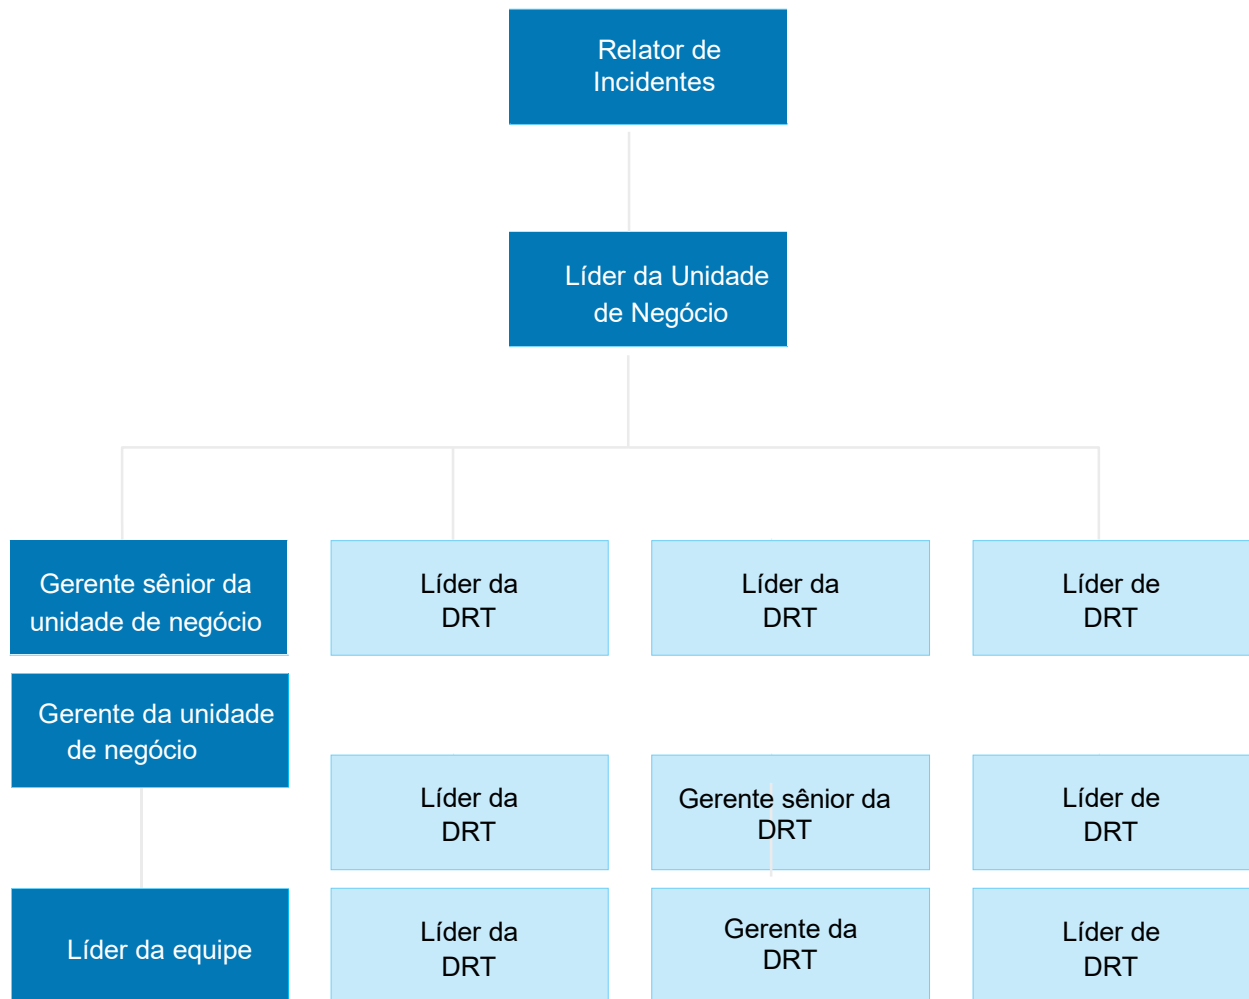 Relator de
Incidentes
Líder da Unidade
de Negócio
Gerente sênior da
unidade de negócio
Líder da
DRT
Líder da
DRT
Líder de
DRT
Gerente da unidade
de negócio
Líder da
DRT
Gerente sênior da
DRT
Líder de
DRT
Líder da equipe
Líder da
DRT
Gerente da
DRT
Líder de
DRT